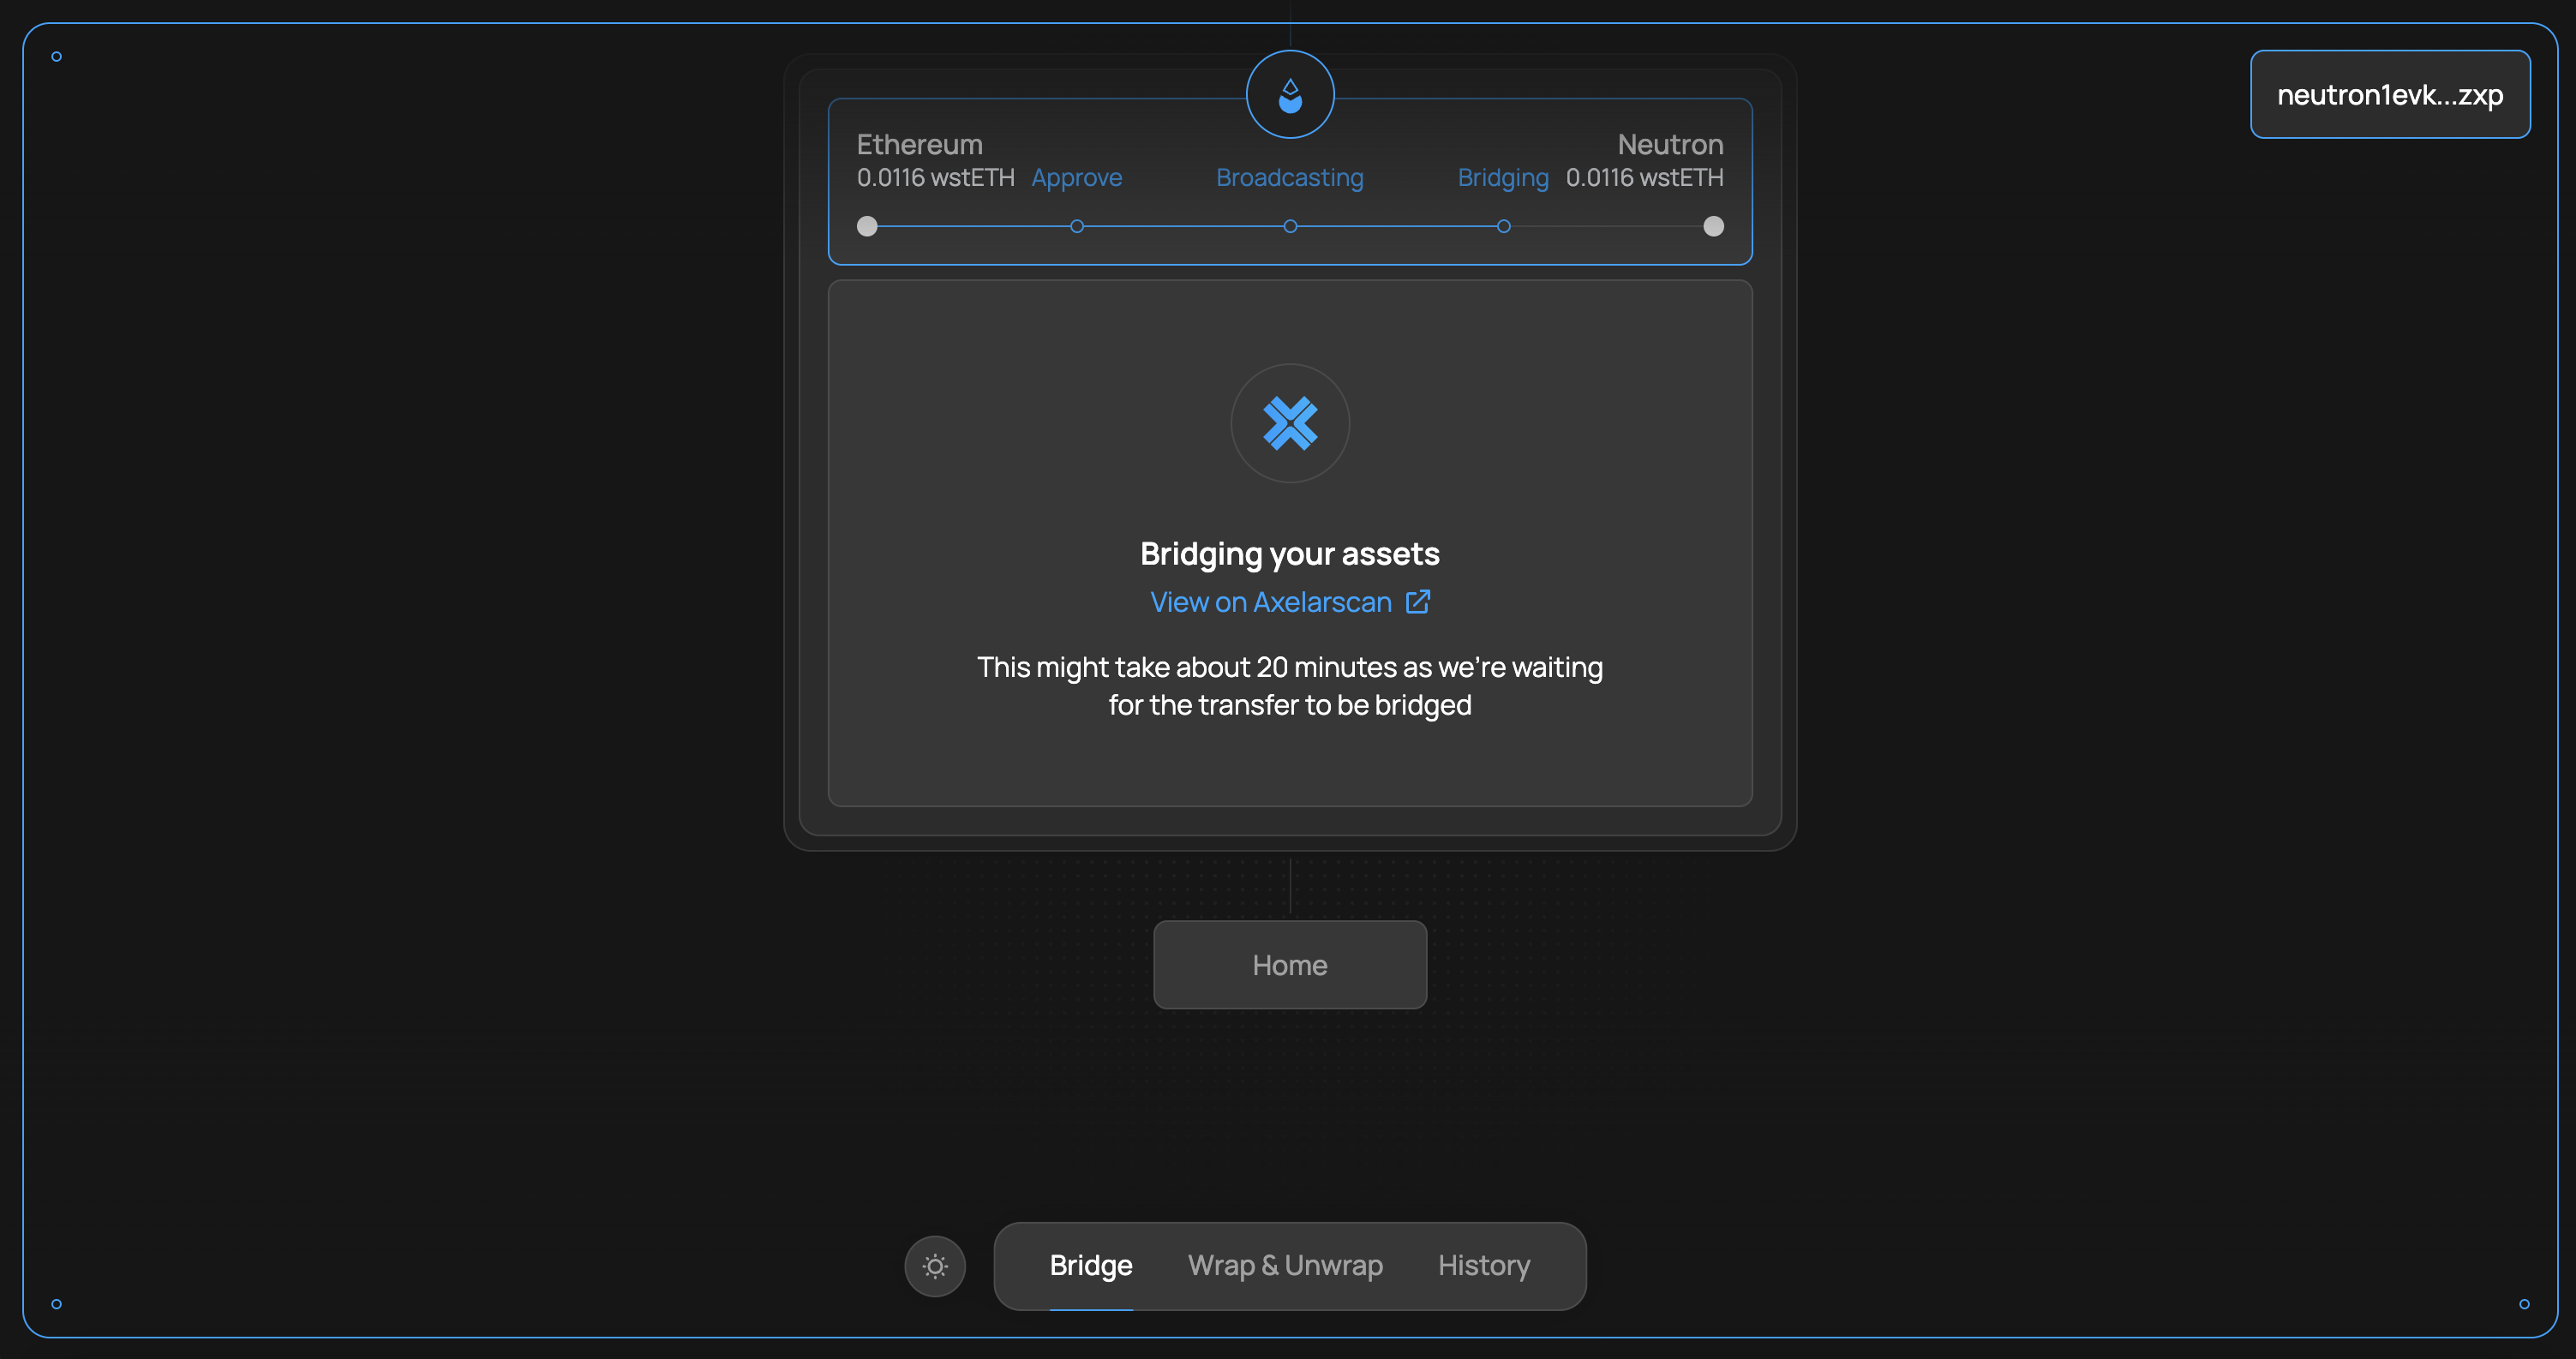 neutron1evk...zxp
Ethereum
Neutron
0.0116 wstETH Approve Broadcasting Bridging 0.0116 wstETH
Bridging your assets
View on Axelarscan
This might take about 20 minutes as we're waiting
for the transfer to be bridged
Home
Bridge Wrap & Unwrap History